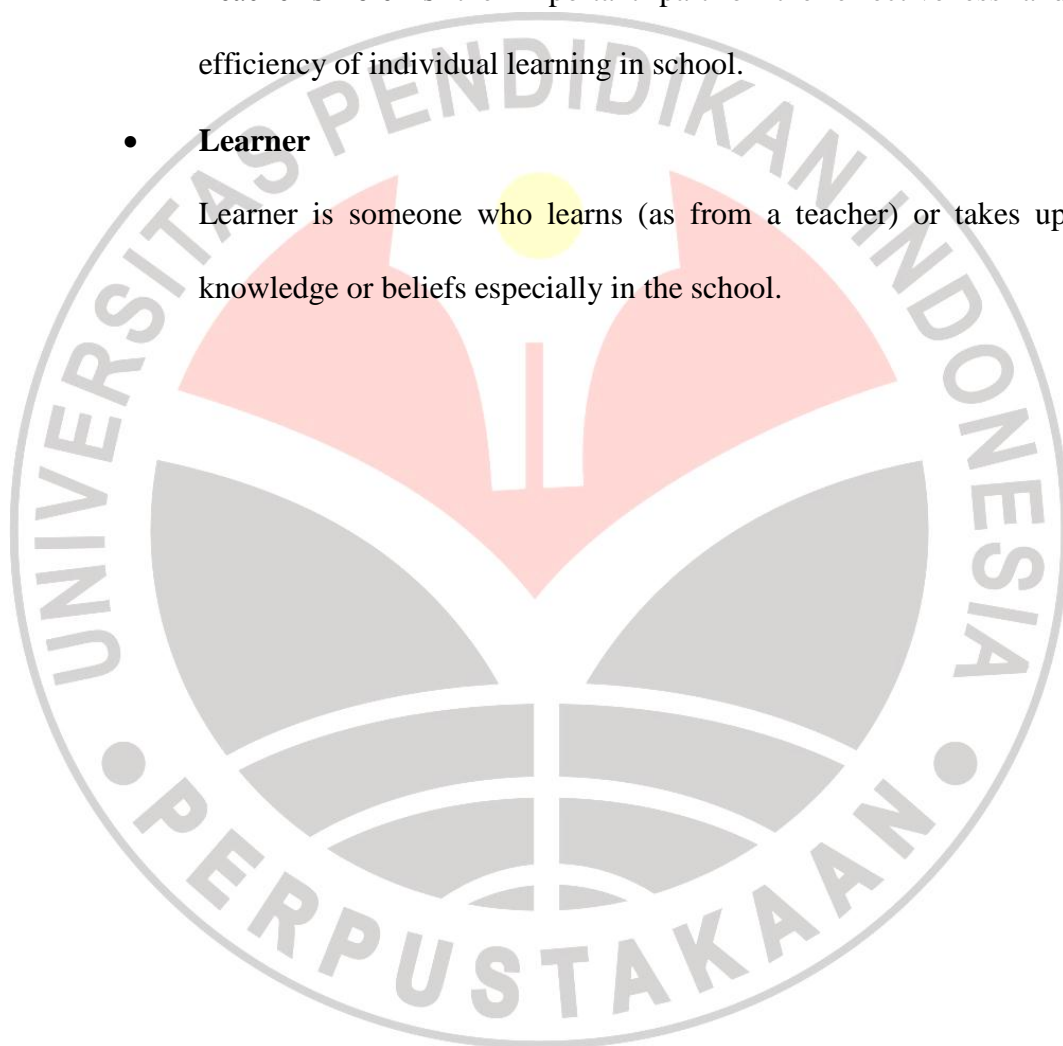 efficiency of individual learning in school.
• Learner
Learner is someone who learns (as from a teacher) or takes up
knowledge or beliefs especially in the school.
UNIVERSITAS PENDIDIKAN INDONESIA
• PERPUSTAKAAN •